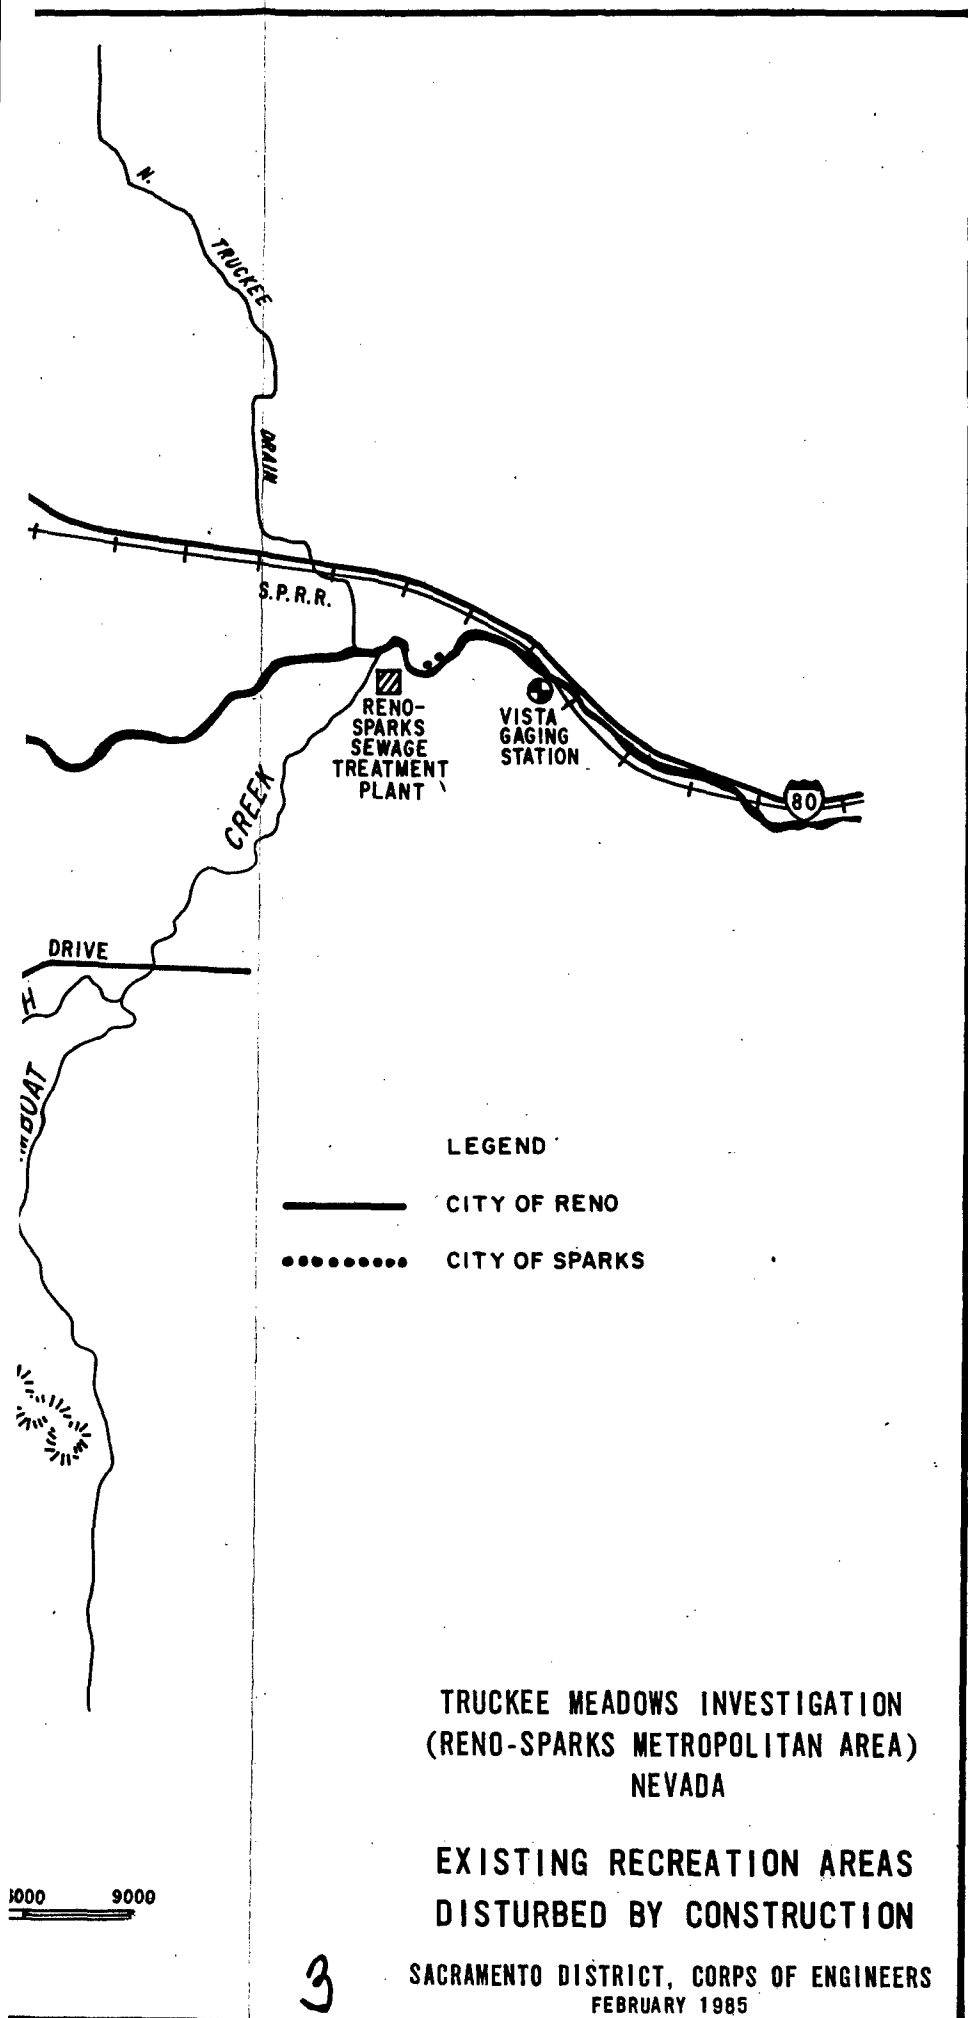 N.
TRUCKEE
DRAIN
S.P.R.R.
RENO-
SPARKS
SEWAGE
TREATMENT
PLANT
VISTA
GAGING
STATION
80
CREEK
DRIVE
H
LEGEND
CITY OF RENO
CITY OF SPARKS
TRUCKEE MEADOWS INVESTIGATION
(RENO-SPARKS METROPOLITAN AREA)
NEVADA
EXISTING RECREATION AREAS
DISTURBED BY CONSTRUCTION
9000
3
SACRAMENTO DISTRICT, CORPS OF ENGINEERS
FEBRUARY 1985